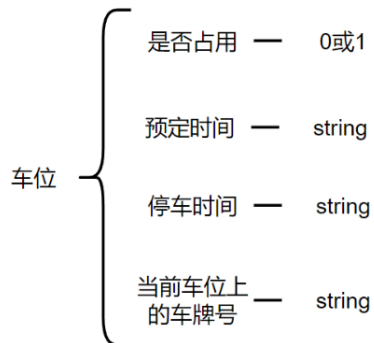 是否占用 — 0或1
预定时间 — string
车位
停车时间 — string
当前车位上
的车牌号 — string